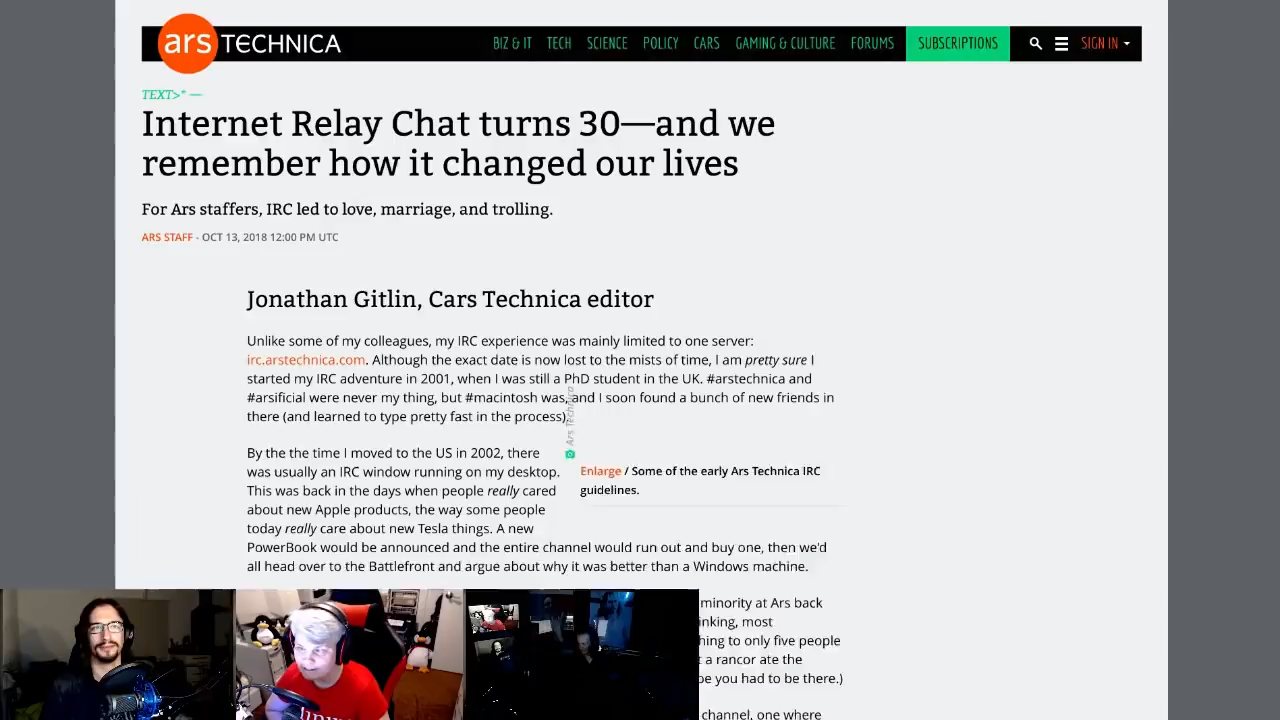 ars TECHNICA
BIZ & IT TECH SCIENCE POLICY CARS GAMING & CULTURE FORUMS SUBSCRIPTIONS SIGN IN
TEXT>* —
Internet Relay Chat turns 30—and we
remember how it changed our lives
For Ars staffers, IRC led to love, marriage, and trolling.
ARS STAFF - OCT 13, 2018 12:00 PM UTC
Jonathan Gitlin, Cars Technica editor
Unlike some of my colleagues, my IRC experience was mainly limited to one server:
irc.arstechnica.com. Although the exact date is now lost to the mists of time, I am pretty sure I
started my IRC adventure in 2001, when I was still a PhD student in the UK. #arstechnica and
#arsificial were never my thing, but #macintosh was, and I soon found a bunch of new friends in
there (and learned to type pretty fast in the process).
Ars Technica
By the the time I moved to the US in 2002, there
was usually an IRC window running on my desktop.
This was back in the days when people really cared
about new Apple products, the way some people
today really care about new Tesla things. A new
PowerBook would be announced and the entire channel would run out and buy one, then we'd
all head over to the Battlefront and argue about why it was better than a Windows machine.
Enlarge / Some of the early Ars Technica IRC
guidelines.
minority at Ars back
inking, most
hing to only five people
t a rancor ate the
pe you had to be there.)
channel, one where